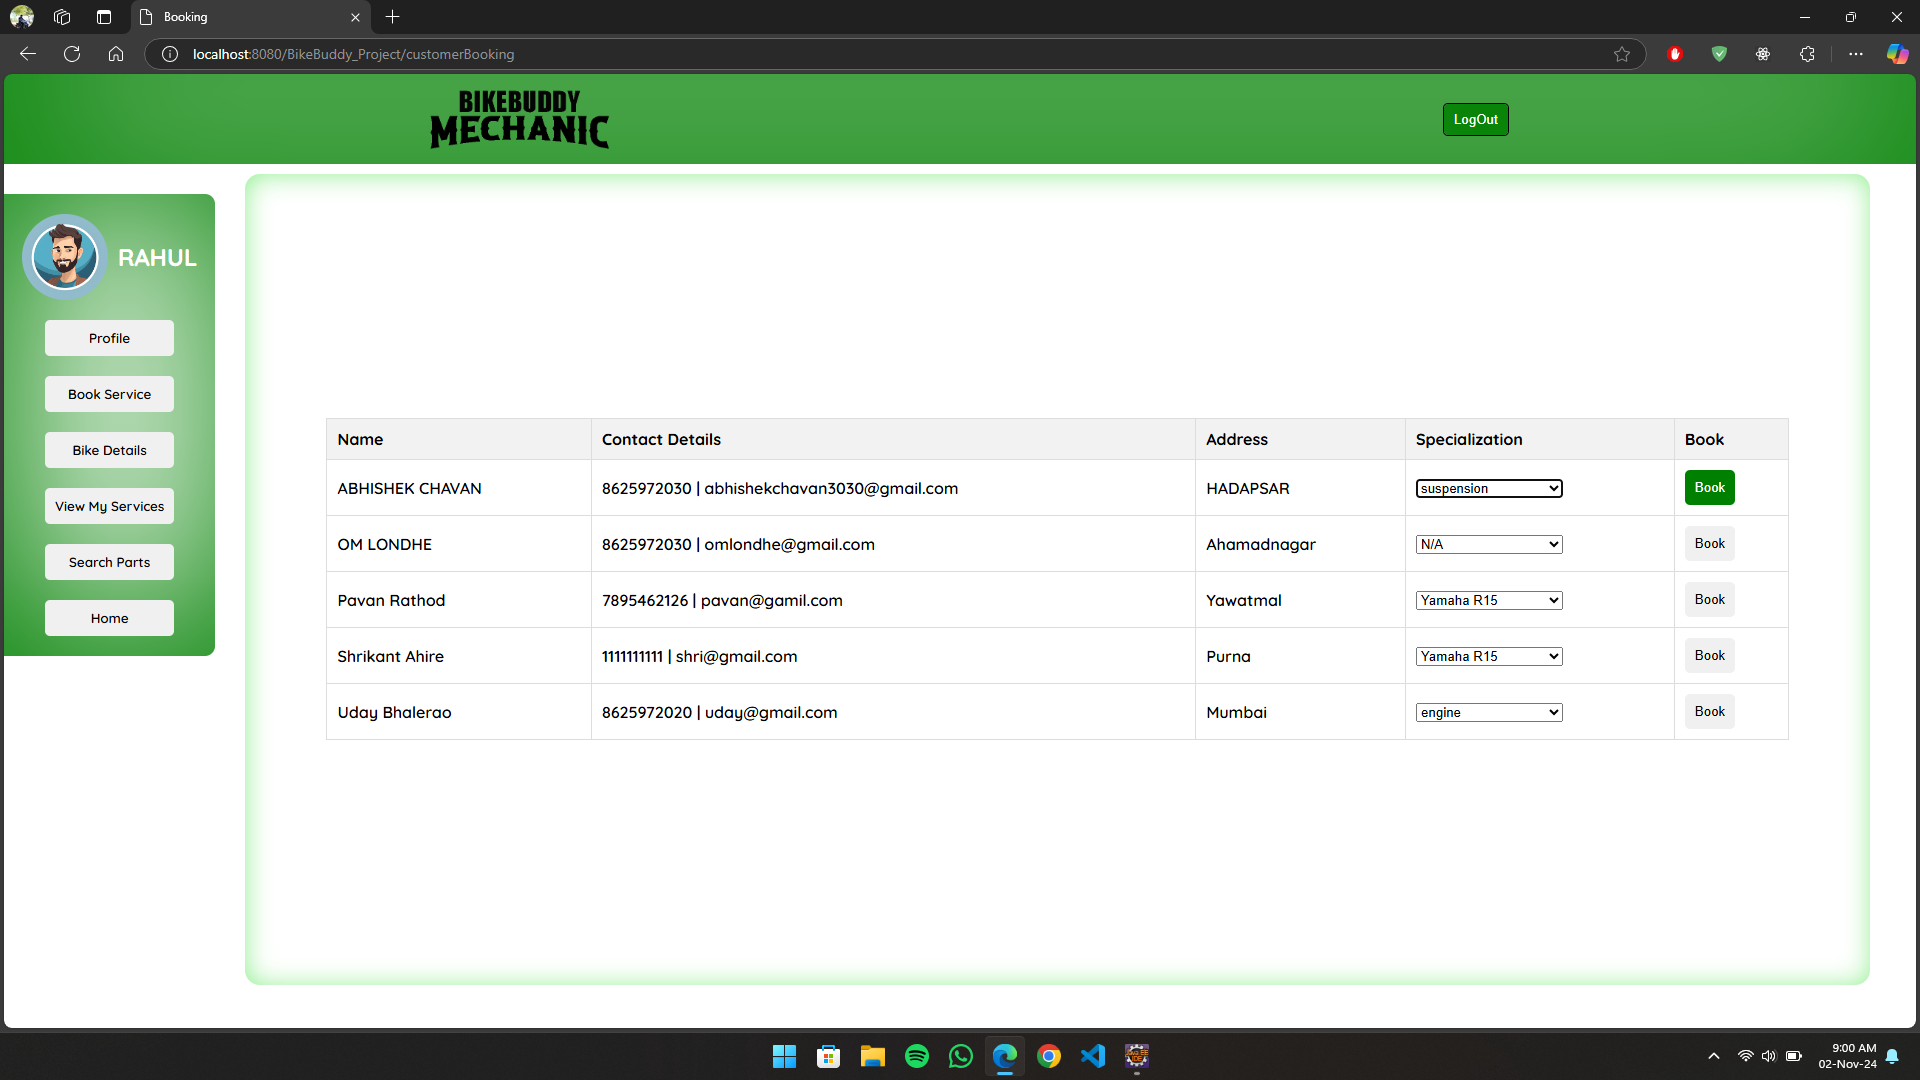 Booking
localhost:8080/BikeBuddy_Project/customerBooking
BIKEBUDDY
MECHANIC
LogOut
RAHUL
Profile
Book Service
Bike Details
View My Services
Search Parts
Home
Name Contact Details Address Specialization Book
ABHISHEK CHAVAN 8625972030 | abhishekchavan3030@gmail.com HADAPSAR suspension Book
OM LONDHE 8625972030 | omlondhe@gmail.com Ahamadnagar N/A Book
Pavan Rathod 7895462126 | pavan@gamil.com Yawatmal Yamaha R15 Book
Shrikant Ahire 1111111111 | shri@gmail.com Purna Yamaha R15 Book
Uday Bhalerao 8625972020 | uday@gmail.com Mumbai engine Book
9:00 AM
02-Nov-24